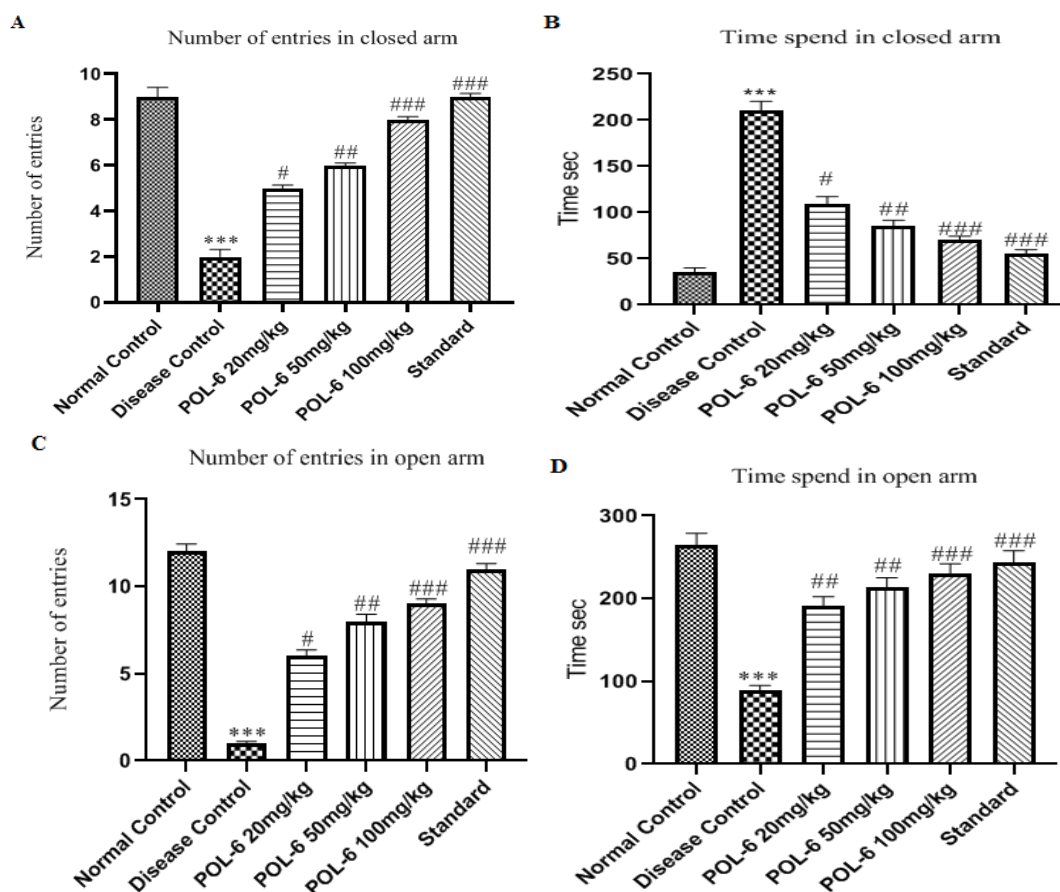 A
Number of entries in closed arm
Number of entries
10
8
6
4
2
0
***
#
##
###
###
Normal Control
Disease Control
POL-6 20mg/kg
POL-6 50mg/kg
POL-6 100mg/kg
Standard
B
Time spend in closed arm
Time sec
250
200
150
100
50
0
***
#
##
###
###
Normal Control
Disease Control
POL-6 20mg/kg
POL-6 50mg/kg
POL-6 100mg/kg
Standard
C
Number of entries in open arm
Number of entries
15
10
5
0
***
#
##
###
###
Normal Control
Disease Control
POL-6 20mg/kg
POL-6 50mg/kg
POL-6 100mg/kg
Standard
D
Time spend in open arm
Time sec
300
200
100
0
***
##
##
###
###
Normal Control
Disease Control
POL-6 20mg/kg
POL-6 50mg/kg
POL-6 100mg/kg
Standard